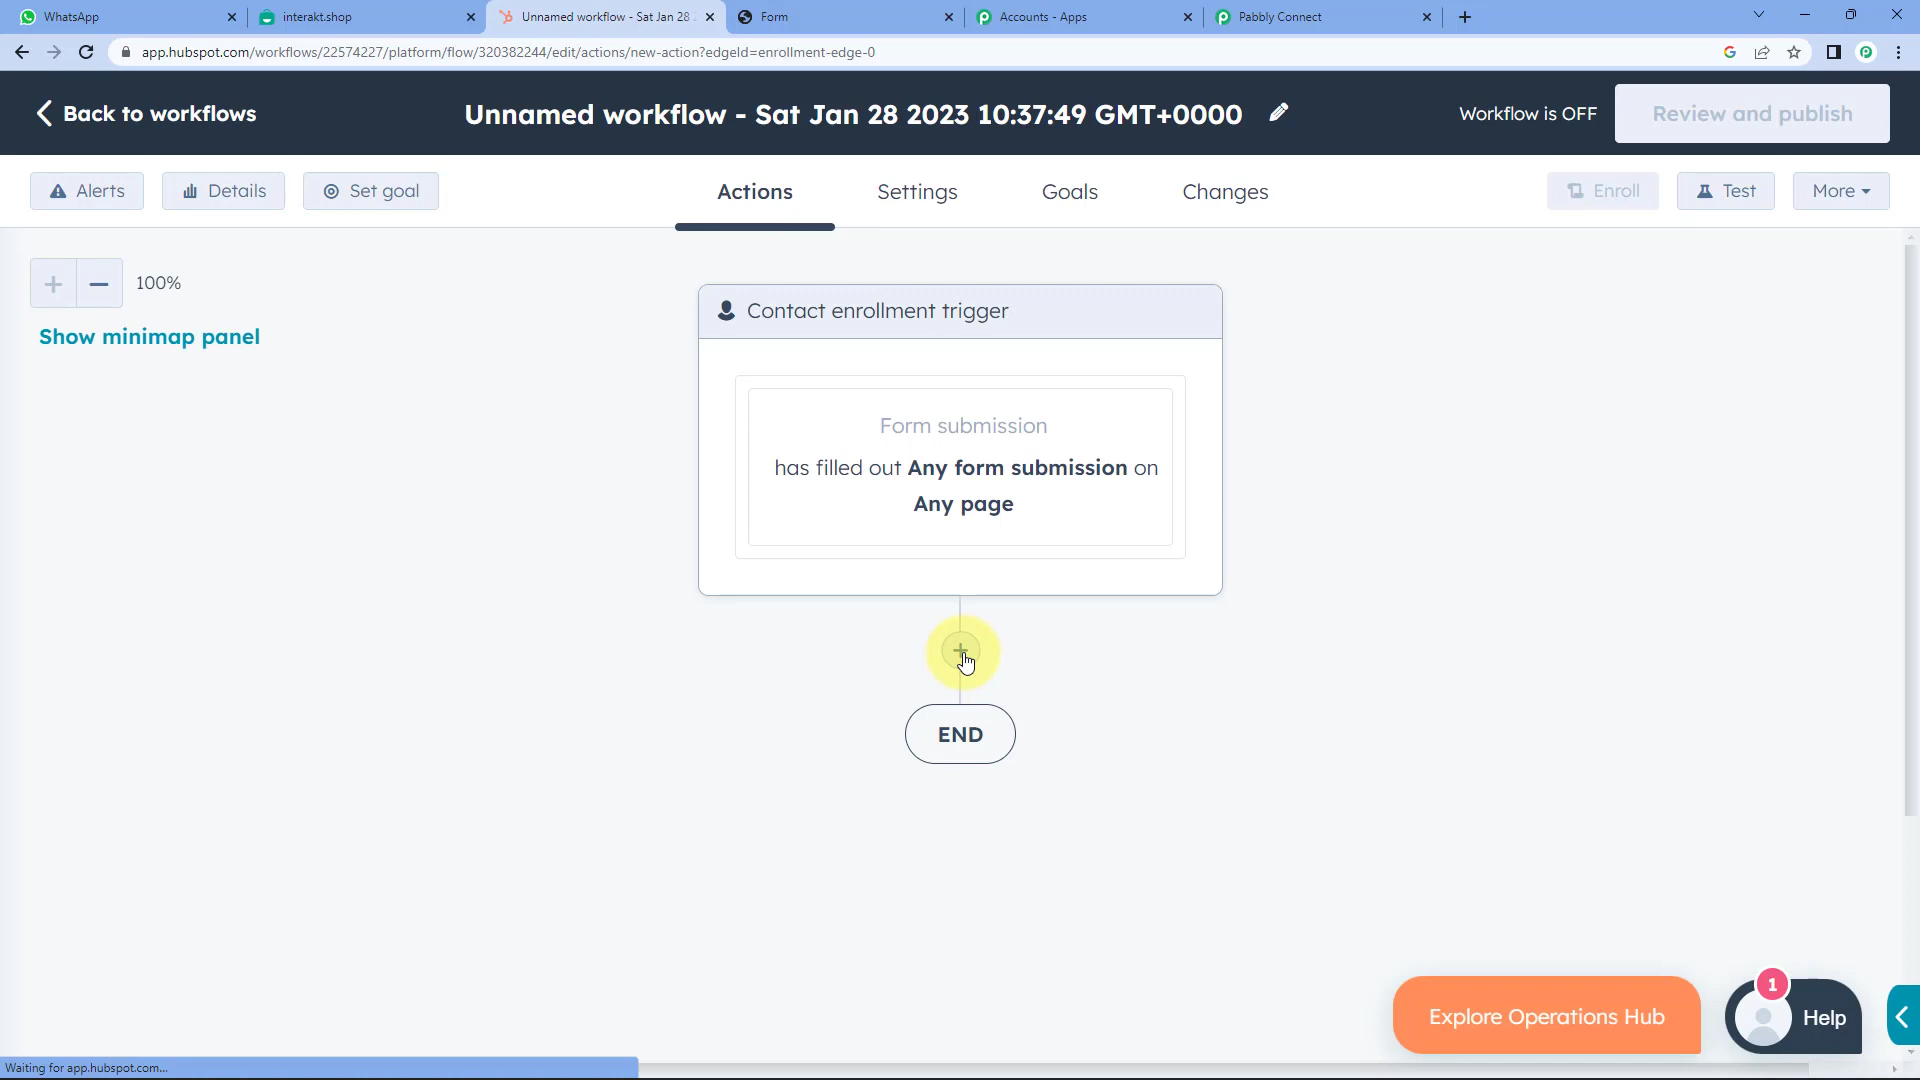 WhatsApp
interakt.shop
Unnamed workflow - Sat Jan 28
Form
Accounts - Apps
Pabbly Connect
app.hubspot.com/workflows/22574227/platform/flow/320382244/edit/actions/new-action?edgeId=enrollment-edge-0
Back to workflows
Unnamed workflow - Sat Jan 28 2023 10:37:49 GMT+0000
Workflow is OFF
Review and publish
Alerts
Details
Set goal
Actions
Settings
Goals
Changes
Enroll
Test
More
100%
Show minimap panel
Contact enrollment trigger
Form submission
has filled out Any form submission on
Any page
END
Explore Operations Hub
1
Help
Waiting for app.hubspot.com...